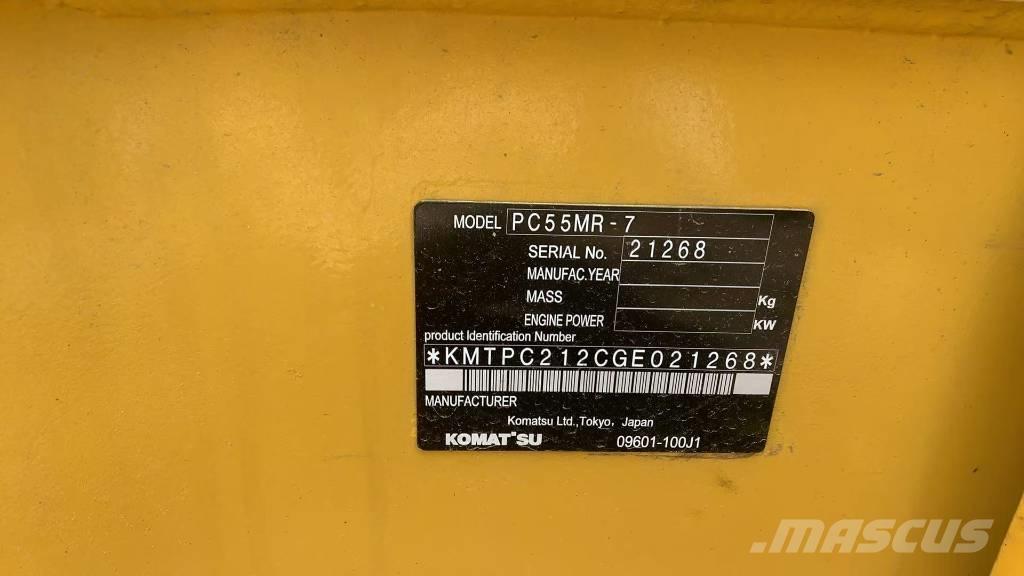 MODEL PC55MR-7
SERIAL No. 21268
MANUFAC.YEAR
MASS Kg
ENGINE POWER KW
product Identification Number
*KMTPC212CGE021268*
MANUFACTURER
Komatsu Ltd.,Tokyo, Japan
KOMATSU 09601-100J1
MASCUS